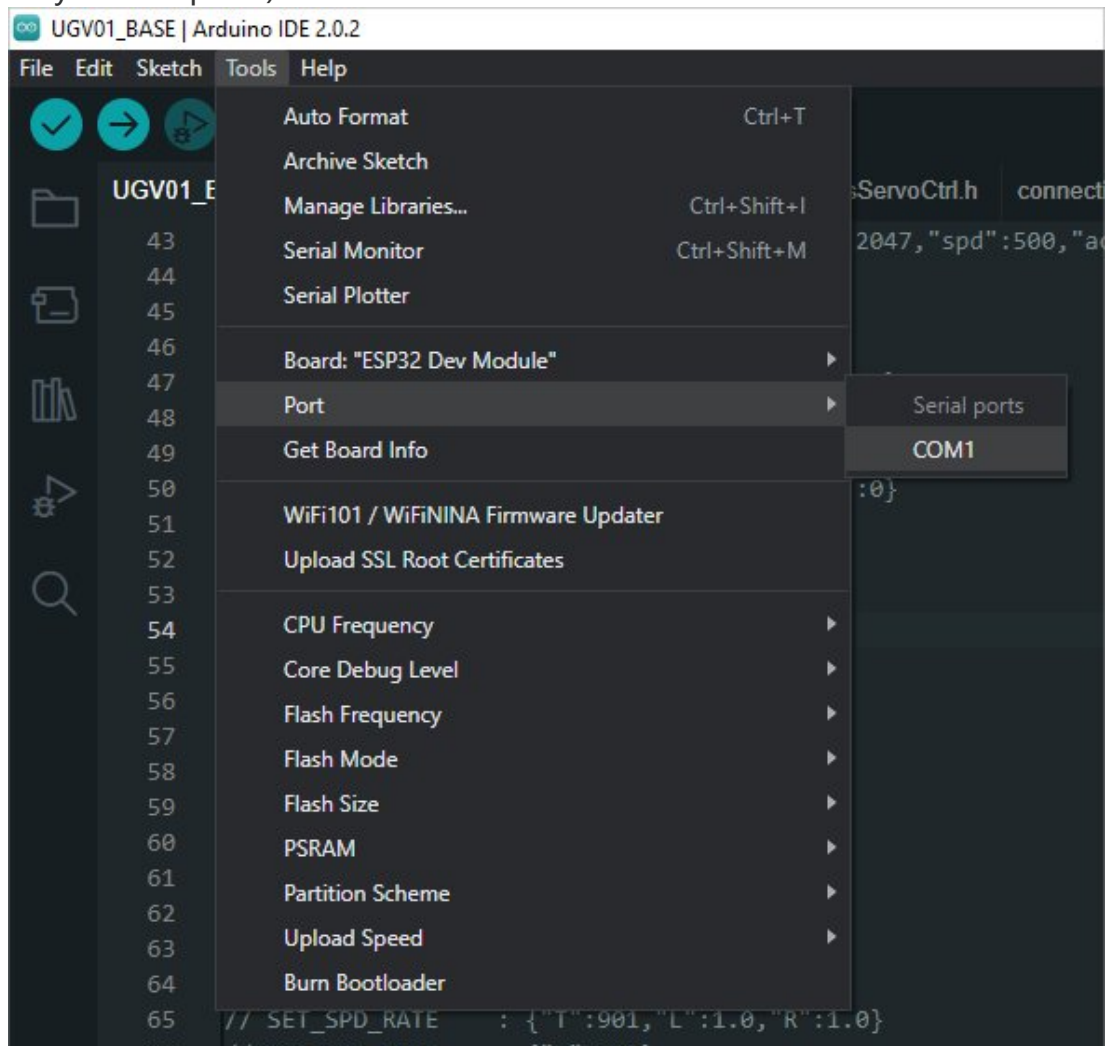 UGV01_BASE | Arduino IDE 2.0.2
File Edit Sketch Tools Help
Auto Format Ctrl+T
Archive Sketch
UGV01_B sServoCtrl.h connecti
Manage Libraries... Ctrl+Shift+I
43 Serial Monitor Ctrl+Shift+M 2047,"spd":500,"ac
44
45 Serial Plotter
46 Board: "ESP32 Dev Module"
47
48 Port Serial ports
49 Get Board Info COM1
50 :0}
51 WiFi101 / WiFiNINA Firmware Updater
52 Upload SSL Root Certificates
53
54 CPU Frequency
55 Core Debug Level
56 Flash Frequency
57
58 Flash Mode
59 Flash Size
60 PSRAM
61
62 Partition Scheme
63 Upload Speed
64 Burn Bootloader
65 // SET_SPD_RATE : {"T":901,"L":1.0,"R":1.0}